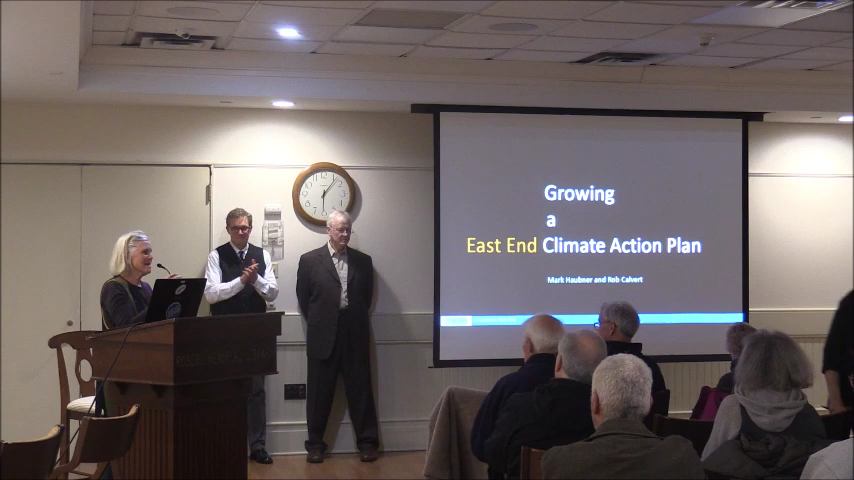 Growing
a
East End Climate Action Plan
Mark Haubner and Rob Calvert